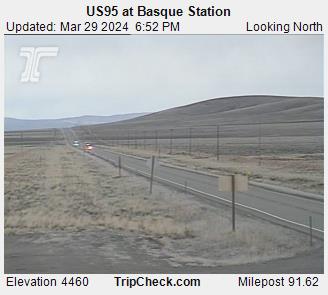 US95 at Basque Station
Updated: Mar 29 2024 6:52 PM Looking North
Elevation 4460 TripCheck.com Milepost 91.62